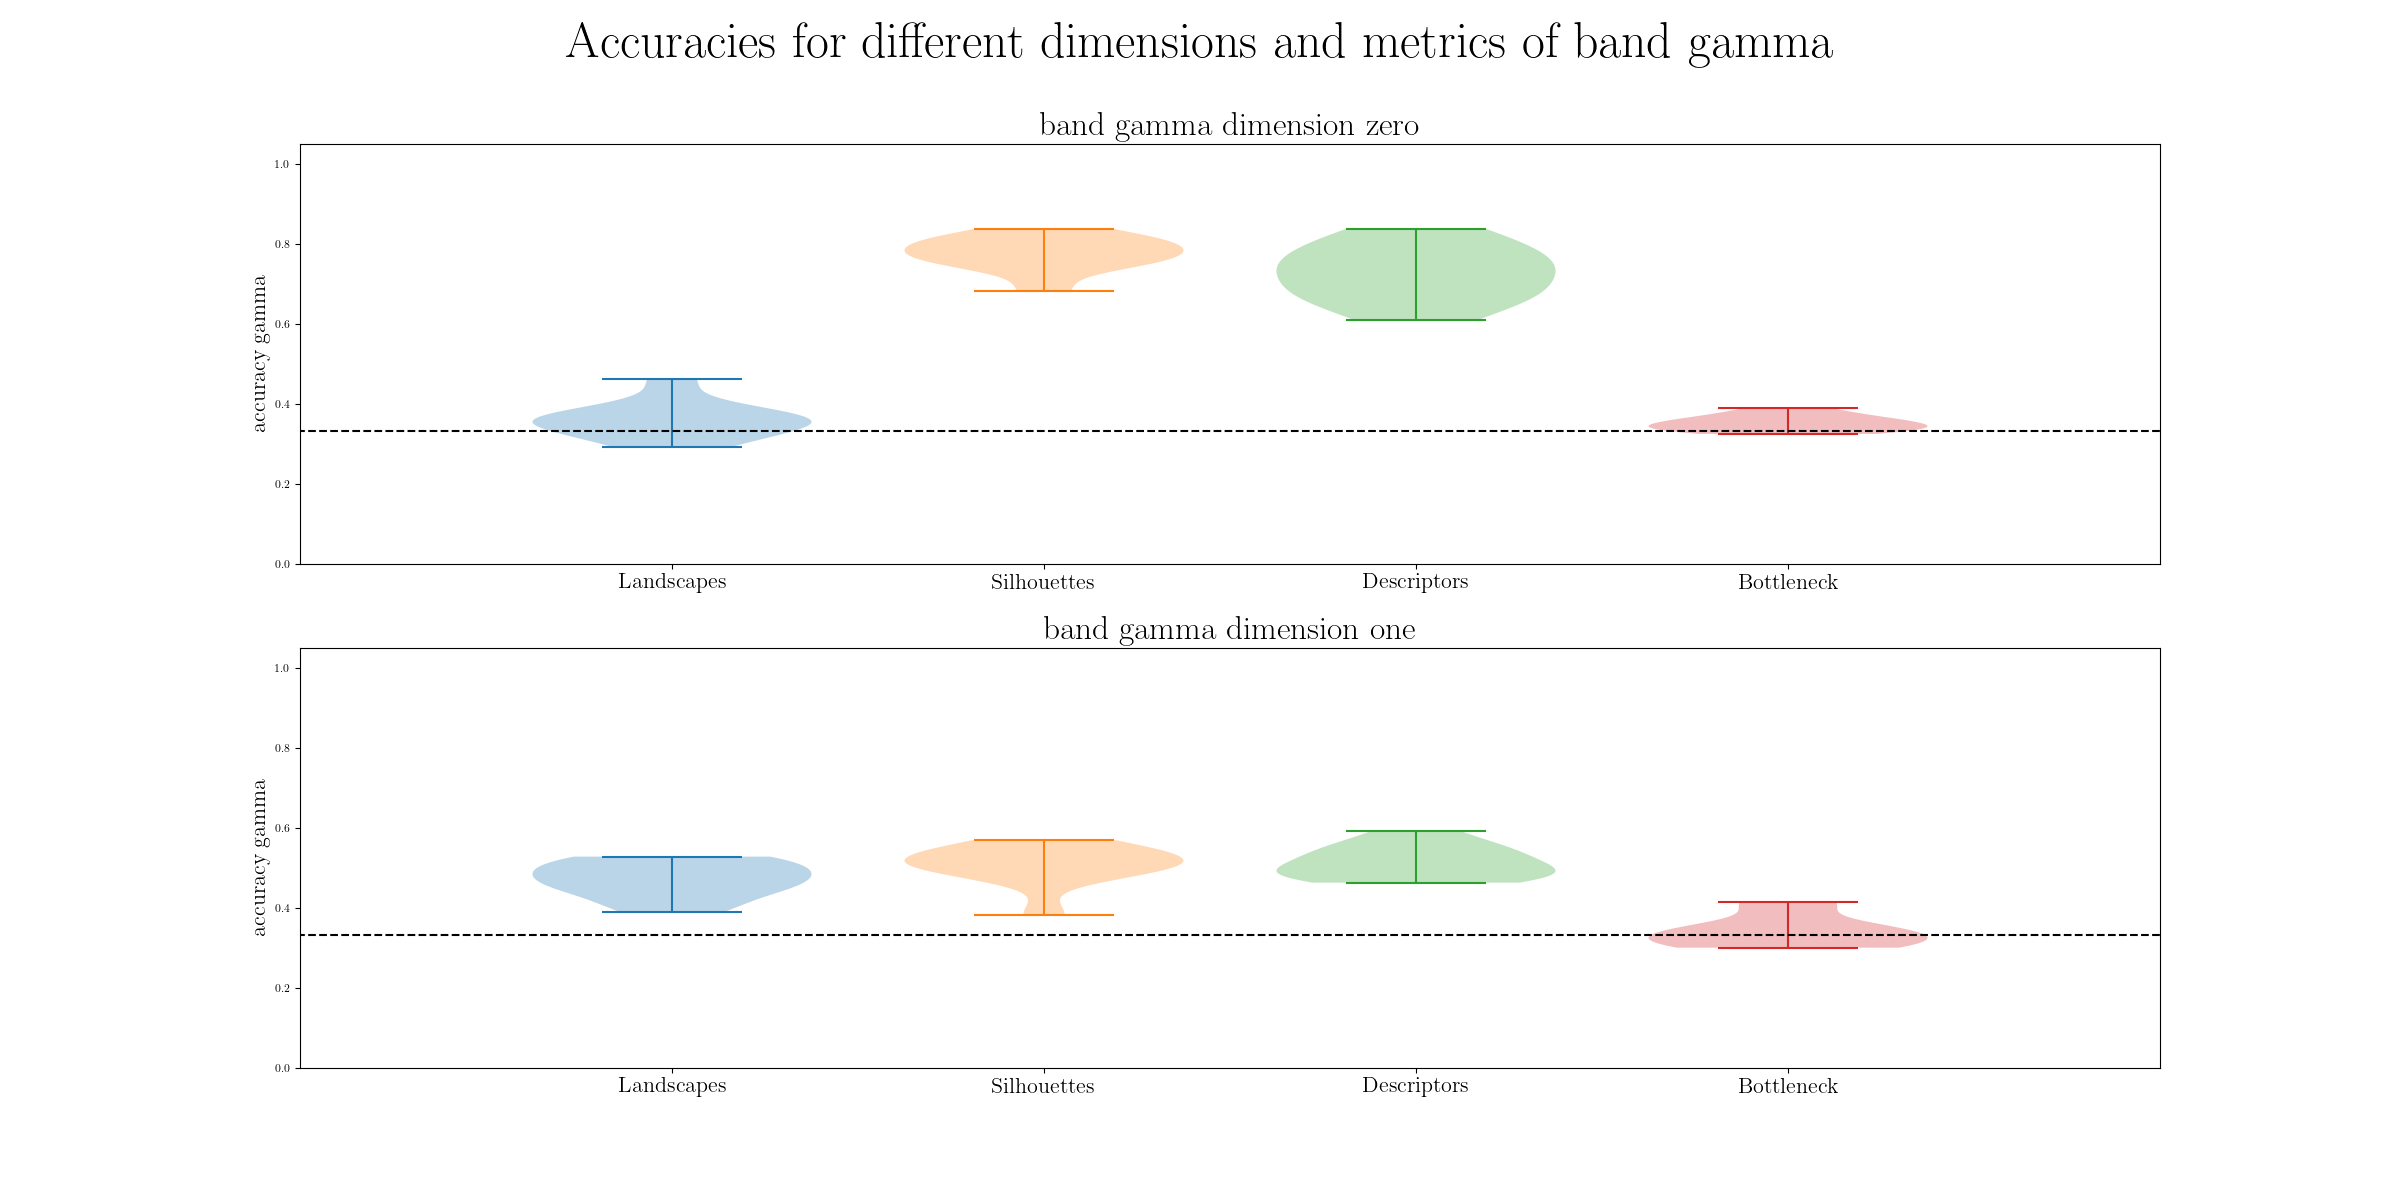 Accuracies for different dimensions and metrics of band gamma
band gamma dimension zero
accuracy gamma
1.0
0.8
0.6
0.4
0.2
0.0
Landscapes Silhouettes Descriptors Bottleneck
band gamma dimension one
accuracy gamma
1.0
0.8
0.6
0.4
0.2
0.0
Landscapes Silhouettes Descriptors Bottleneck